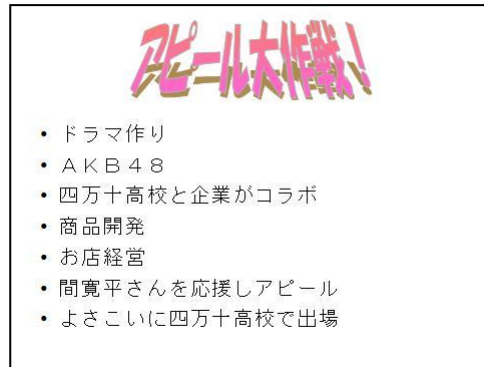 アピール大作戦！
• ドラマ作り
• ＡＫＢ４８
• 四万十高校と企業がコラボ
• 商品開発
• お店経営
• 間寛平さんを応援しアピール
• よさこいに四万十高校で出場